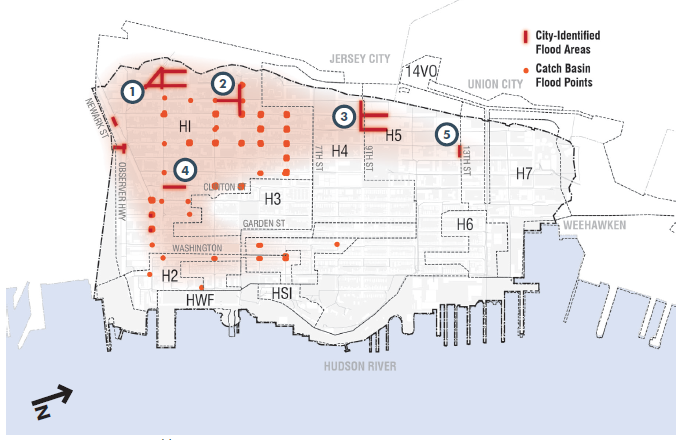 City-Identified
Flood Areas
Catch Basin
Flood Points
JERSEY CITY
14VO
UNION CITY
1
2
3
4
5
NEWARK ST
OBSERVER HWY
H1
H4
H5
H7
7TH ST
9TH ST
13TH ST
CLINTON ST
H3
GARDEN ST
H6
WEEHAWKEN
WASHINGTON
H2
HWF
HSI
HUDSON RIVER
N